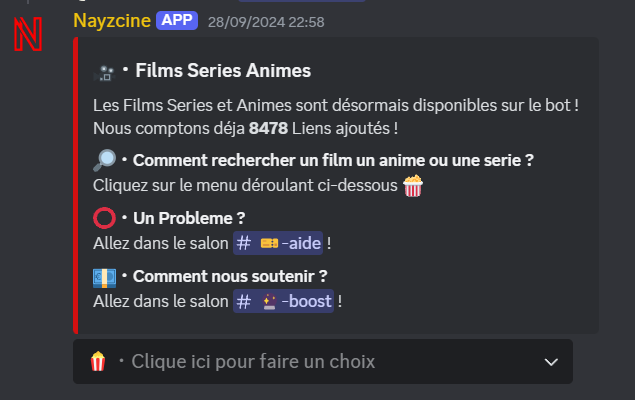 Nayzcine APP 28/09/2024 22:58
• Films Series Animes
Les Films Series et Animes sont désormais disponibles sur le bot !
Nous comptons déja 8478 Liens ajoutés !
• Comment rechercher un film un anime ou une serie ?
Cliquez sur le menu déroulant ci-dessous 🍿
• Un Probleme ?
Allez dans le salon # 🎫-aide !
• Comment nous soutenir ?
Allez dans le salon # -boost !
🍿 • Clique ici pour faire un choix